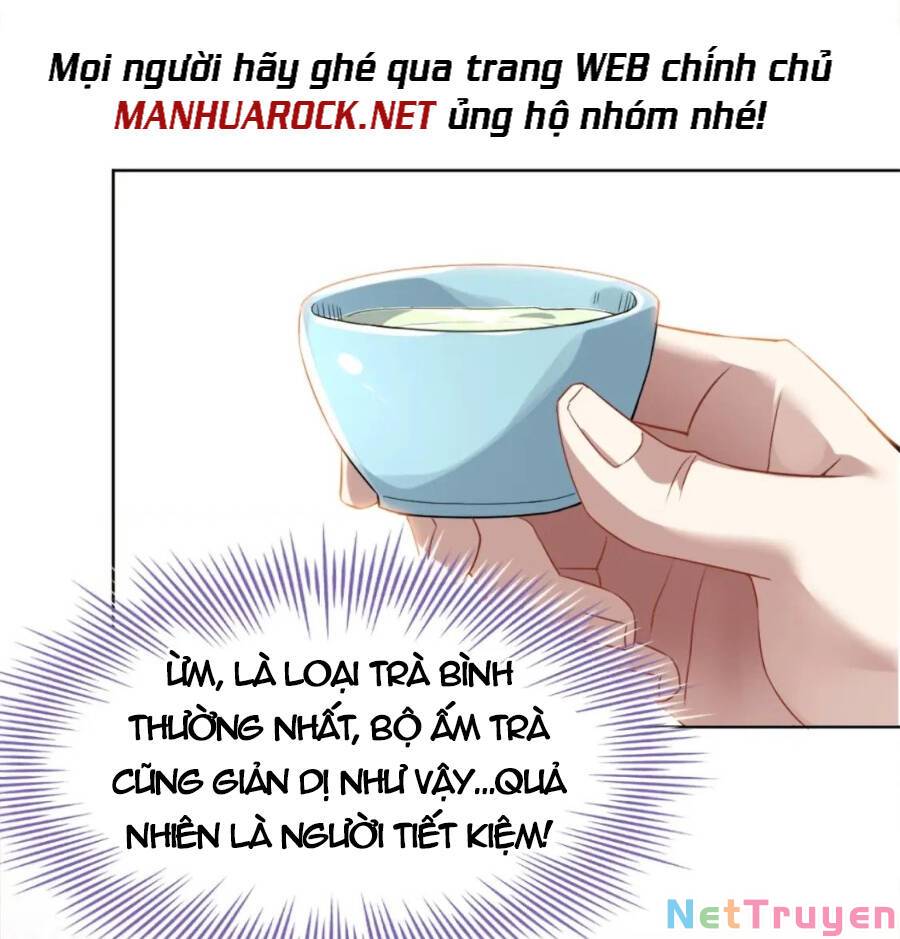 Mọi người hãy ghé qua trang WEB chính chủ
MANHUAROCK.NET ủng hộ nhóm nhé!
ỪM, LÀ LOẠI TRÀ BÌNH
THƯỜNG NHẤT, BỘ ẤM TRÀ
CŨNG GIẢN DỊ NHƯ VẬY...QUẢ
NHIÊN LÀ NGƯỜI TIẾT KIỆM!
NetTruyen